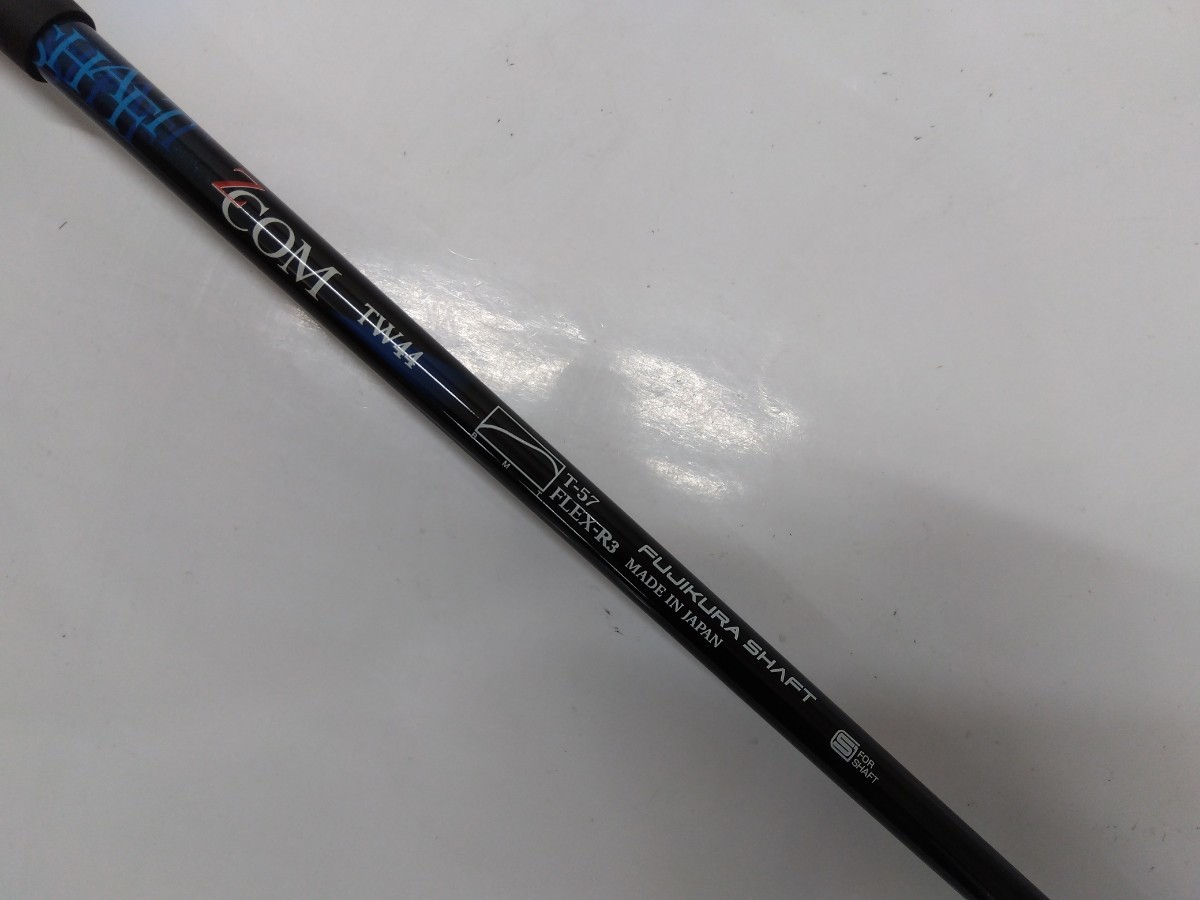 SHAFT
ZCOM
TW44
B M T
T-57
FLEX-R3
FUJIKURA SHAFT
MADE IN JAPAN
S FOR
SHAFT